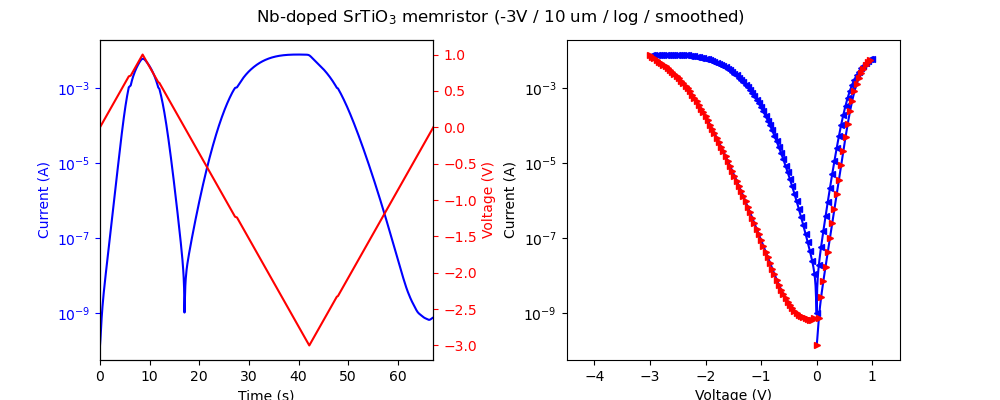 Nb-doped SrTiO₃ memristor (-3V / 10 um / log / smoothed)
Current (A)
10⁻³
10⁻⁵
10⁻⁷
10⁻⁹
0 10 20 30 40 50 60
Time (s)
1.0
0.5
0.0
−0.5
−1.0
−1.5
−2.0
−2.5
−3.0
Voltage (V)
Current (A)
10⁻³
10⁻⁵
10⁻⁷
10⁻⁹
−4 −3 −2 −1 0 1
Voltage (V)